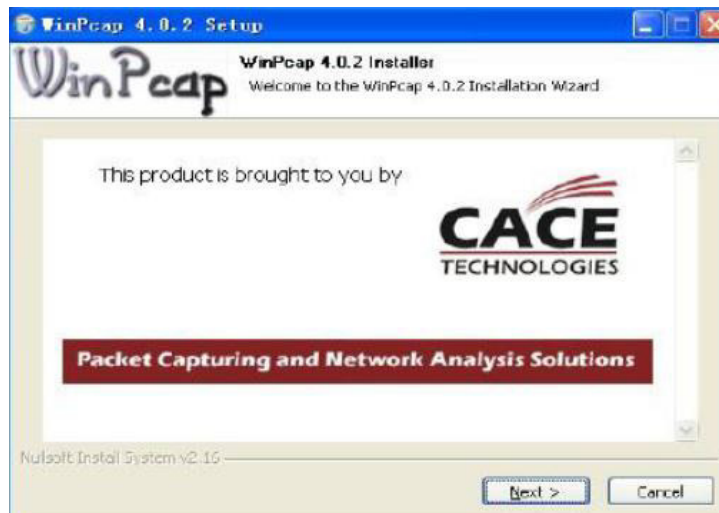 WinPcap 4.0.2 Setup
WinPcap
WinPcap 4.0.2 Installer
Welcome to the WinPcap 4.0.2 Installation Wizard
This product is brought to you by
CACE
TECHNOLOGIES
Packet Capturing and Network Analysis Solutions
Nullsoft Install System v2.16
Next >
Cancel